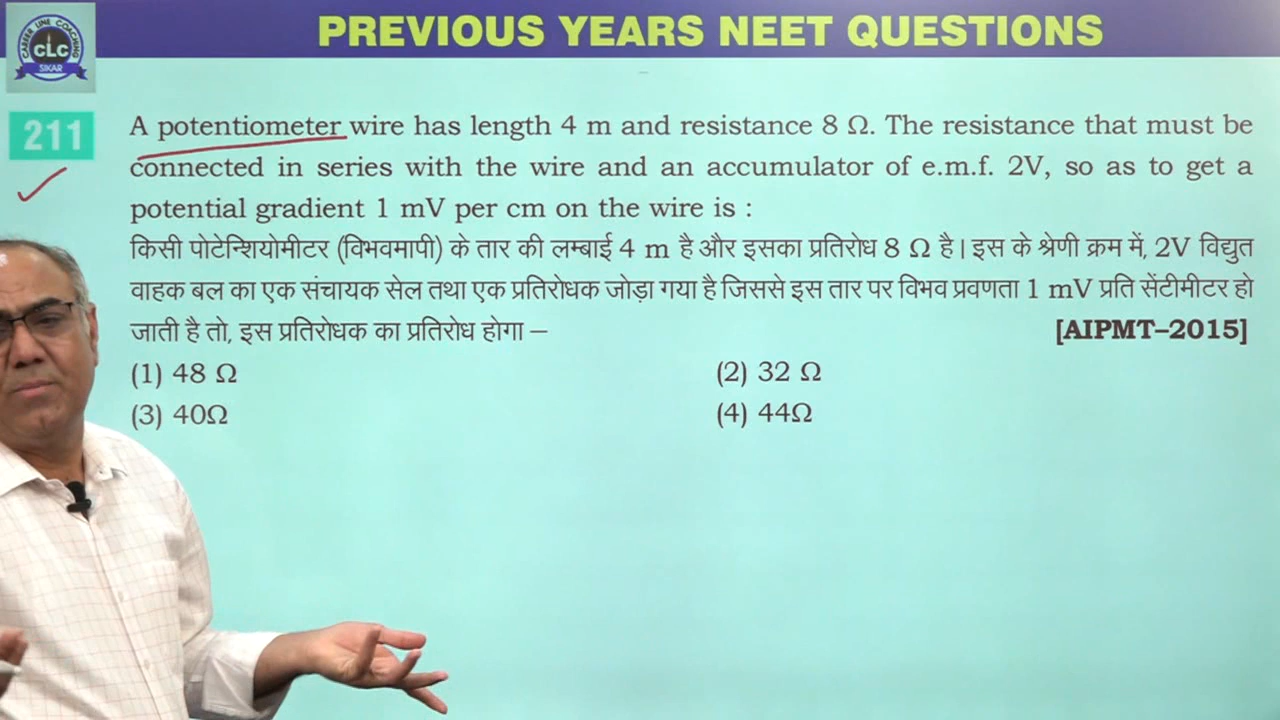 PREVIOUS YEARS NEET QUESTIONS
CAREER LINE COACHING
CLC
SIKAR
211
A potentiometer wire has length 4 m and resistance 8 Ω. The resistance that must be
connected in series with the wire and an accumulator of e.m.f. 2V, so as to get a
potential gradient 1 mV per cm on the wire is :
किसी पोटेन्शियोमीटर (विभवमापी) के तार की लम्बाई 4 m है और इसका प्रतिरोध 8 Ω है। इस के श्रेणी क्रम में, 2V विद्युत
वाहक बल का एक संचायक सेल तथा एक प्रतिरोधक जोड़ा गया है जिससे इस तार पर विभव प्रवणता 1 mV प्रति सेंटीमीटर हो
जाती है तो, इस प्रतिरोधक का प्रतिरोध होगा – [AIPMT–2015]
(1) 48 Ω (2) 32 Ω
(3) 40Ω (4) 44Ω